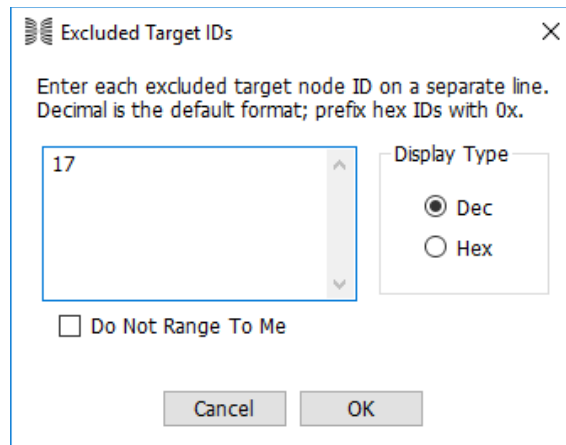 Excluded Target IDs
Enter each excluded target node ID on a separate line.
Decimal is the default format; prefix hex IDs with 0x.
17
Display Type
Dec
Hex
Do Not Range To Me
Cancel
OK